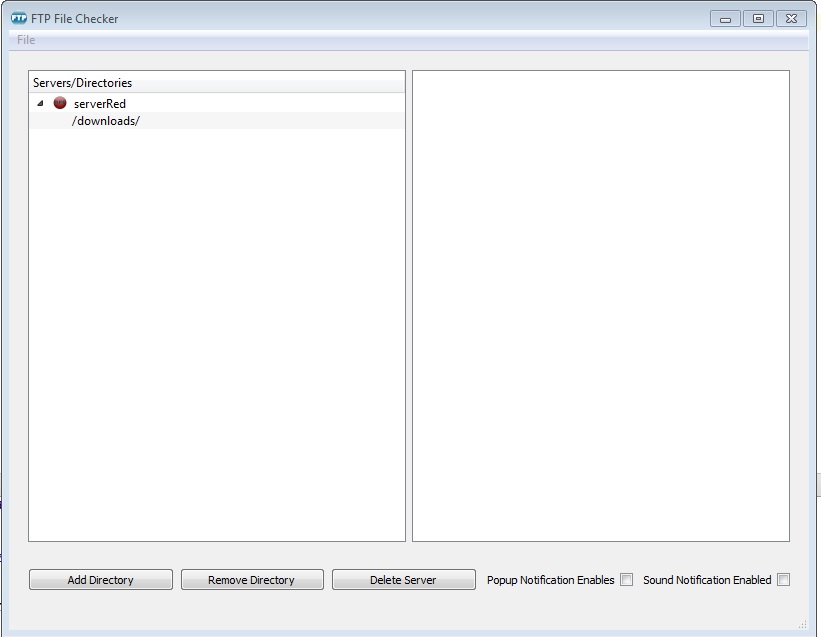 FTP FTP File Checker
File
Servers/Directories
serverRed
/downloads/
Add Directory Remove Directory Delete Server Popup Notification Enables Sound Notification Enabled